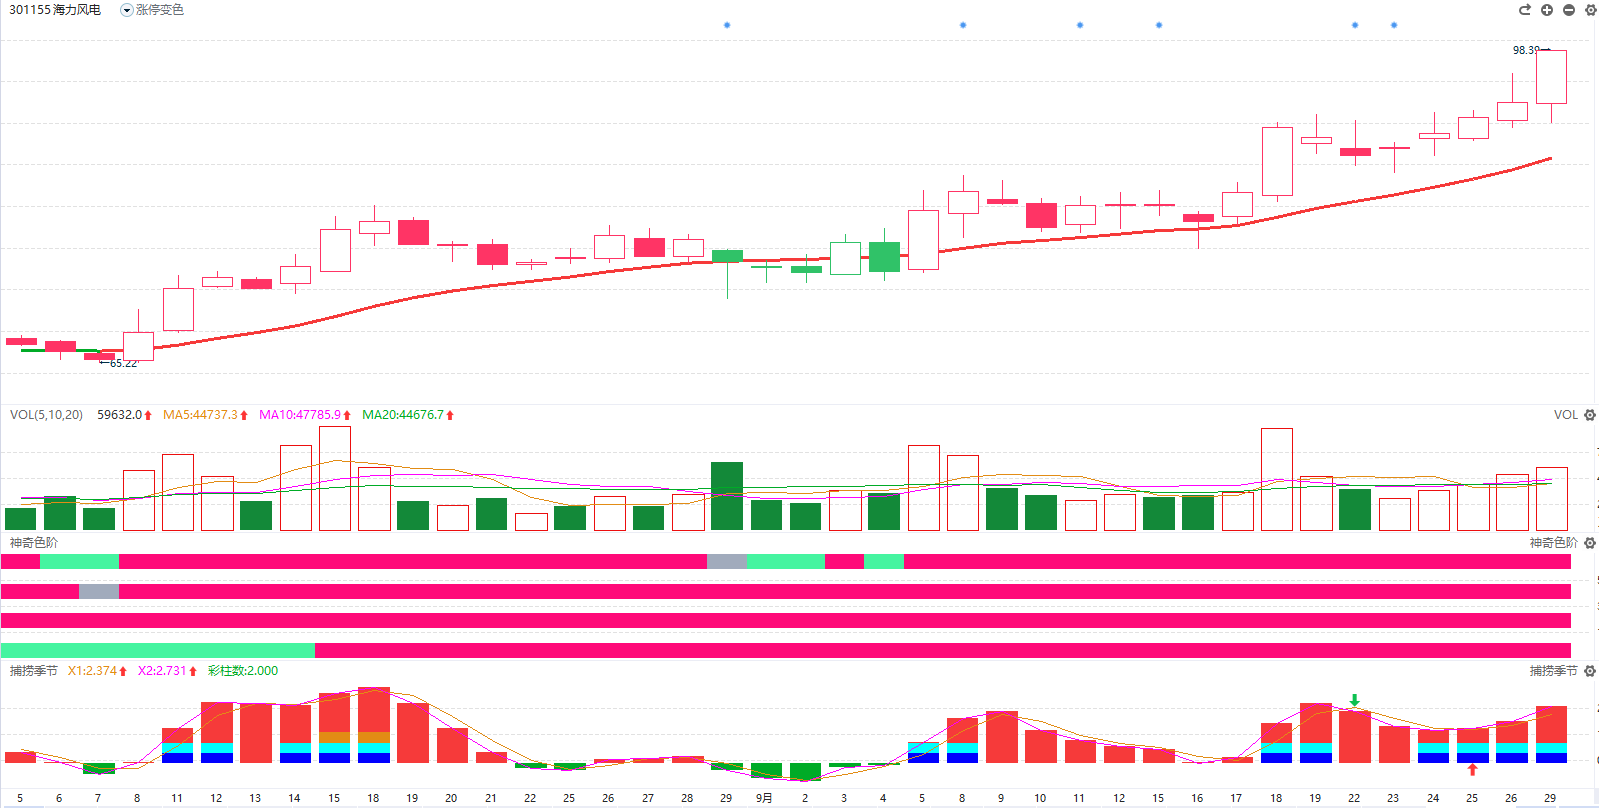 301155 海力风电 涨停变色
98.39
65.22
VOL(5,10,20) 59632.0 MA5:44737.3 MA10:47785.9 MA20:44676.7 VOL
神奇色阶 神奇色阶
捕捞季节 X1:2.374 X2:2.731 彩柱数:2.000 捕捞季节
5 6 7 8 11 12 13 14 15 18 19 20 21 22 25 26 27 28 29 9月 2 3 4 5 8 9 10 11 12 15 16 17 18 19 22 23 24 25 26 29